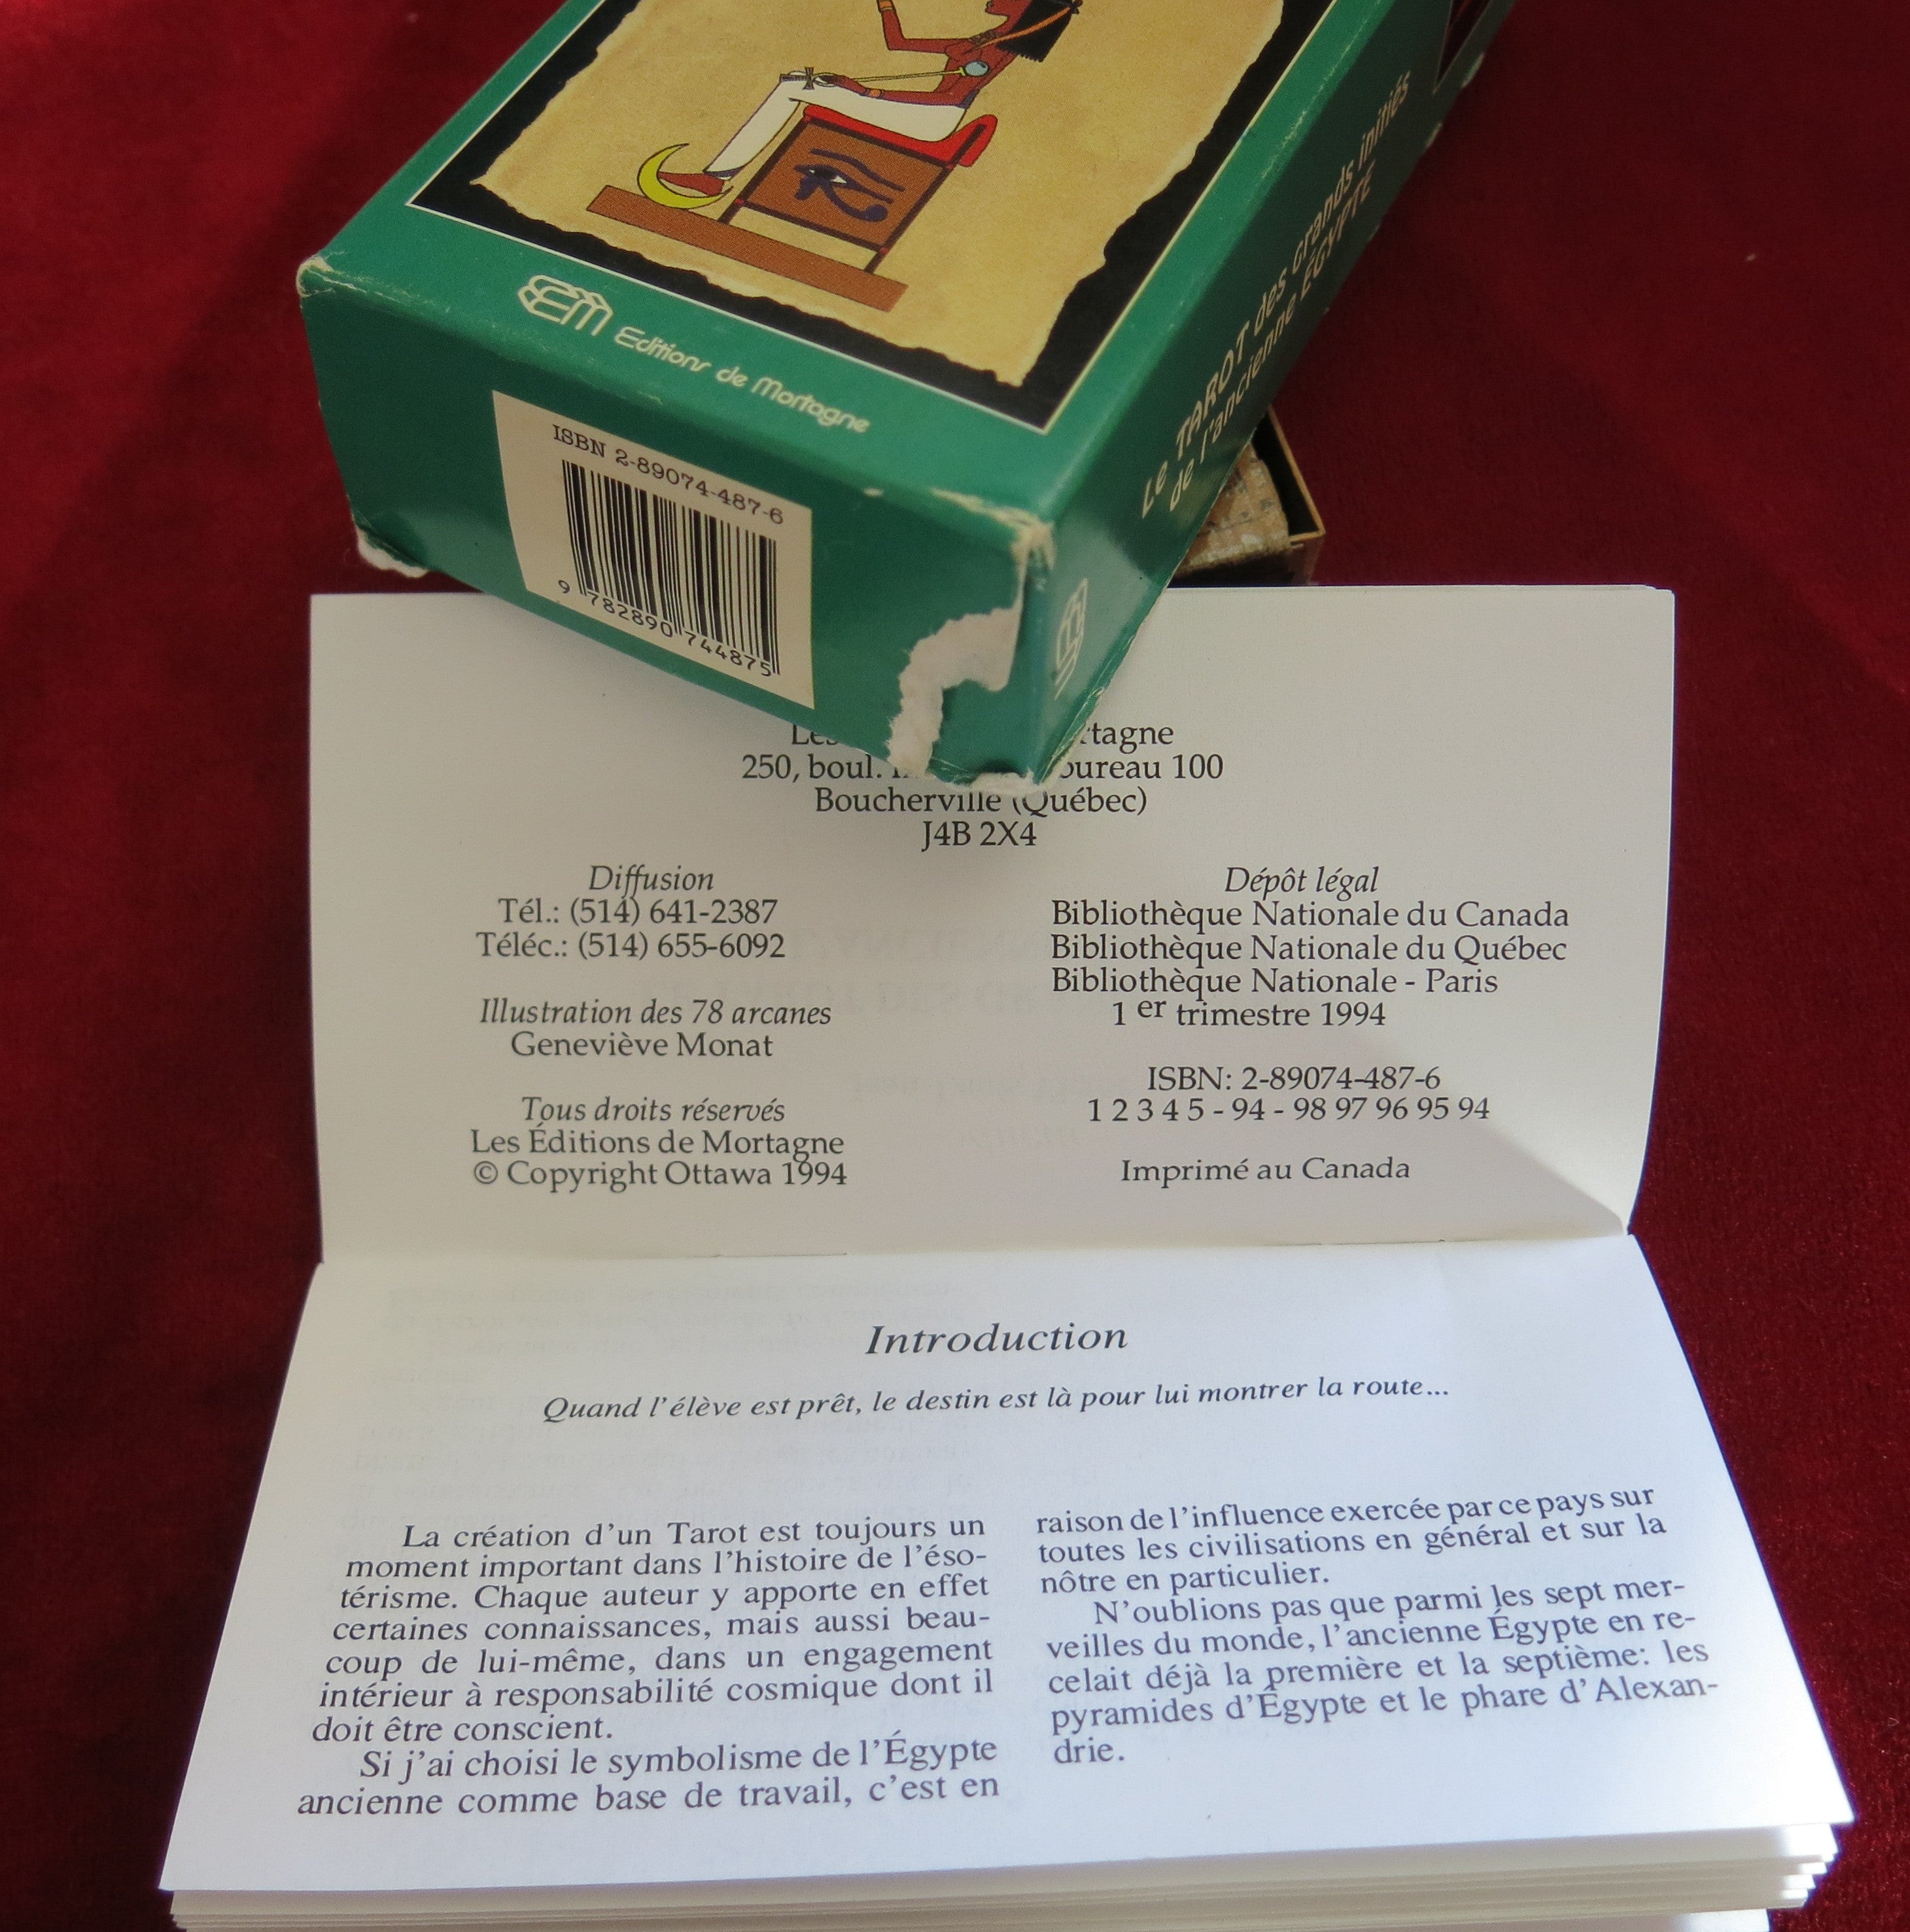 EM Editions de Mortagne
Le TAROT des grands initiés
de l'ancienne ÉGYPTE
ISBN 2-89074-487-6
9 782890 744875
tagne
250, boul. bureau 100
Boucherville (Québec)
J4B 2X4
Diffusion
Tél.: (514) 641-2387
Téléc.: (514) 655-6092
Illustration des 78 arcanes
Geneviève Monat
Tous droits réservés
Les Éditions de Mortagne
© Copyright Ottawa 1994
Dépôt légal
Bibliothèque Nationale du Canada
Bibliothèque Nationale du Québec
Bibliothèque Nationale - Paris
1 er trimestre 1994
ISBN: 2-89074-487-6
1 2 3 4 5 - 94 - 98 97 96 95 94
Imprimé au Canada
Introduction
Quand l'élève est prêt, le destin est là pour lui montrer la route...
La création d'un Tarot est toujours un
moment important dans l'histoire de l'éso-
térisme. Chaque auteur y apporte en effet
certaines connaissances, mais aussi beau-
coup de lui-même, dans un engagement
intérieur à responsabilité cosmique dont il
doit être conscient.
Si j'ai choisi le symbolisme de l'Égypte
ancienne comme base de travail, c'est en
raison de l'influence exercée par ce pays sur
toutes les civilisations en général et sur la
nôtre en particulier.
N'oublions pas que parmi les sept mer-
veilles du monde, l'ancienne Égypte en re-
celait déjà la première et la septième: les
pyramides d'Égypte et le phare d'Alexan-
drie.